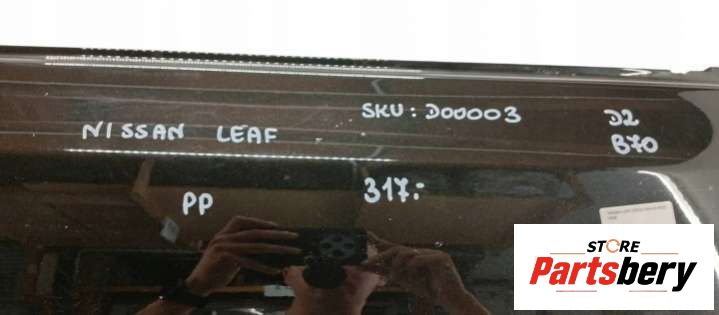 SKU: D00003
D2
NISSAN LEAF
B70
PP
317:-
STORE
Partsbery